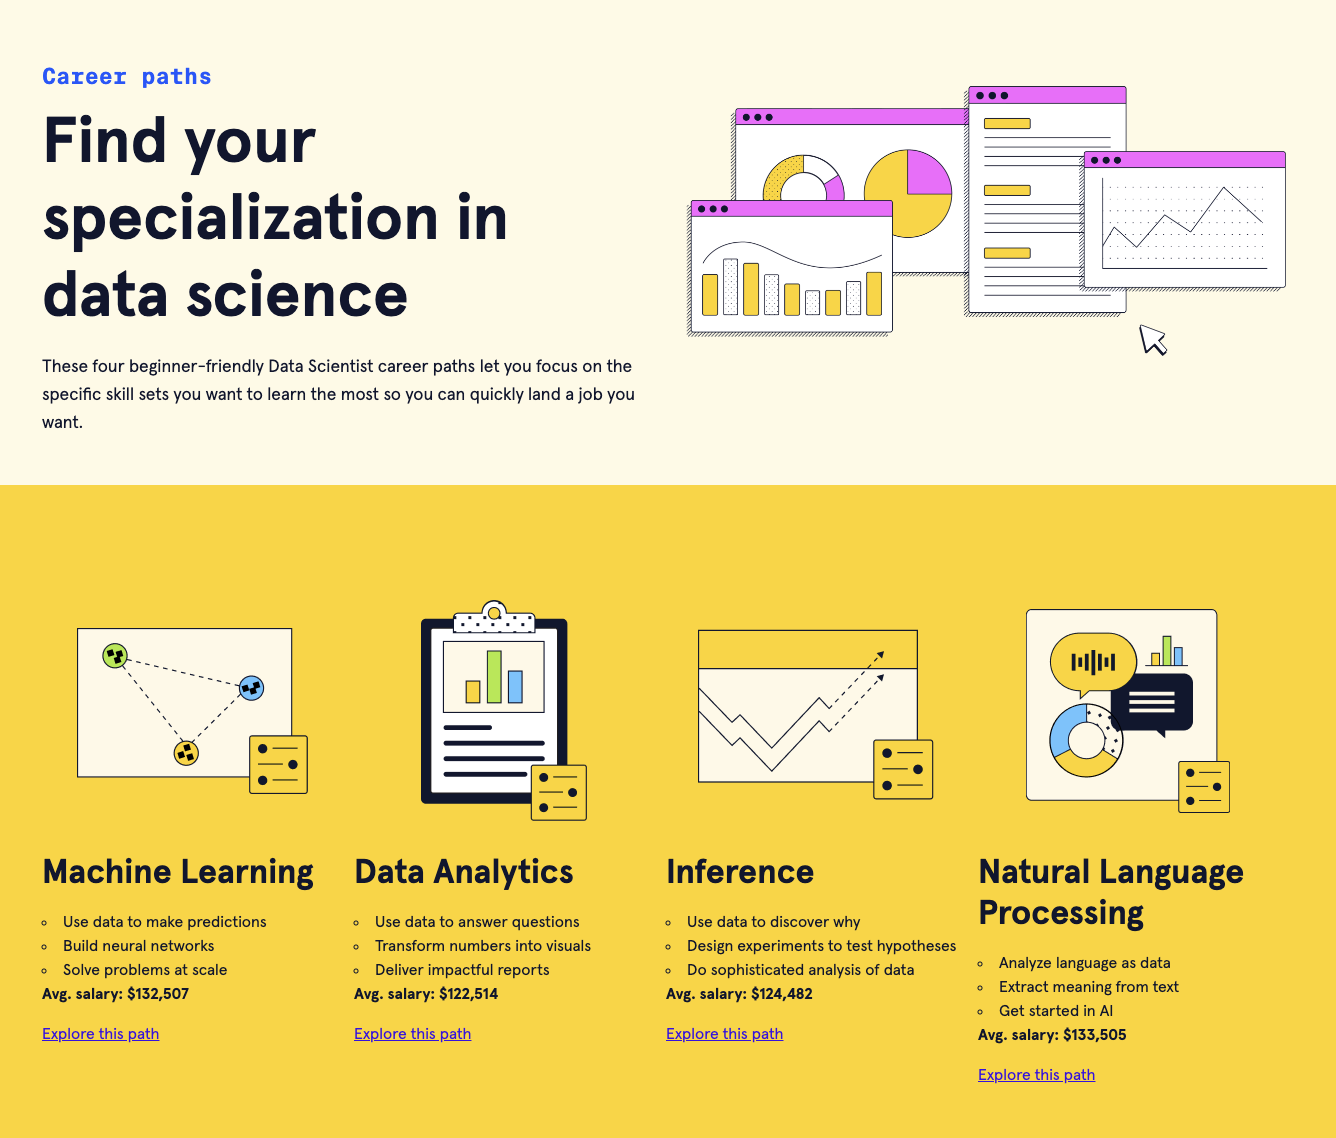 Career paths
Find your
specialization in
data science
These four beginner-friendly Data Scientist career paths let you focus on the
specific skill sets you want to learn the most so you can quickly land a job you
want.
Machine Learning
Use data to make predictions
Build neural networks
Solve problems at scale
Avg. salary: $132,507
Explore this path
Data Analytics
Use data to answer questions
Transform numbers into visuals
Deliver impactful reports
Avg. salary: $122,514
Explore this path
Inference
Use data to discover why
Design experiments to test hypotheses
Do sophisticated analysis of data
Avg. salary: $124,482
Explore this path
Natural Language
Processing
Analyze language as data
Extract meaning from text
Get started in AI
Avg. salary: $133,505
Explore this path